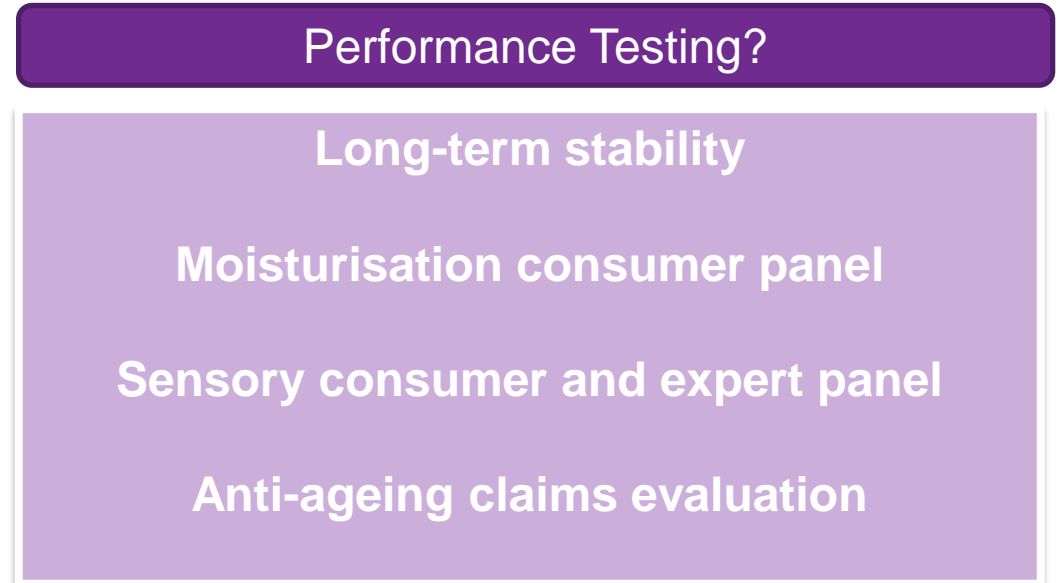 Performance Testing?
Long-term stability
Moisturisation consumer panel
Sensory consumer and expert panel
Anti-ageing claims evaluation